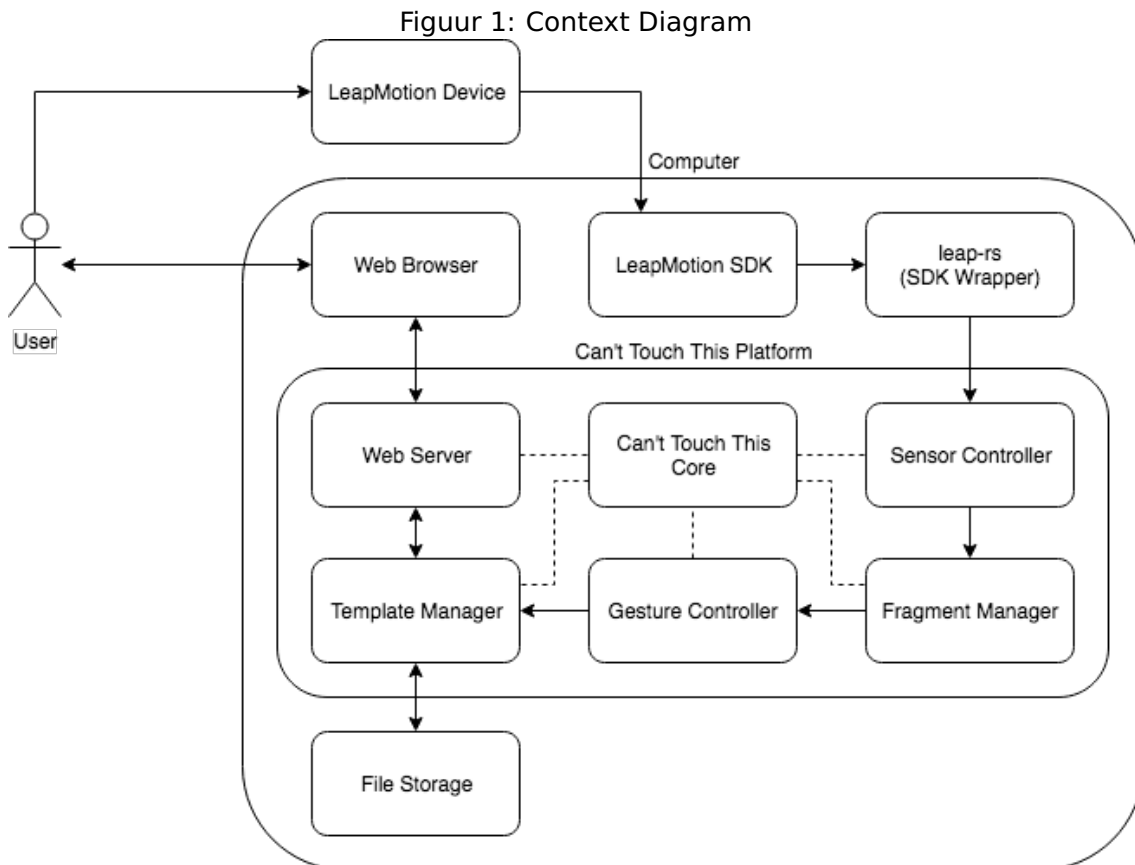 Figuur 1: Context Diagram
LeapMotion Device
Computer
Web Browser
LeapMotion SDK
leap-rs
(SDK Wrapper)
User
Can't Touch This Platform
Web Server
Can't Touch This
Core
Sensor Controller
Template Manager
Gesture Controller
Fragment Manager
File Storage